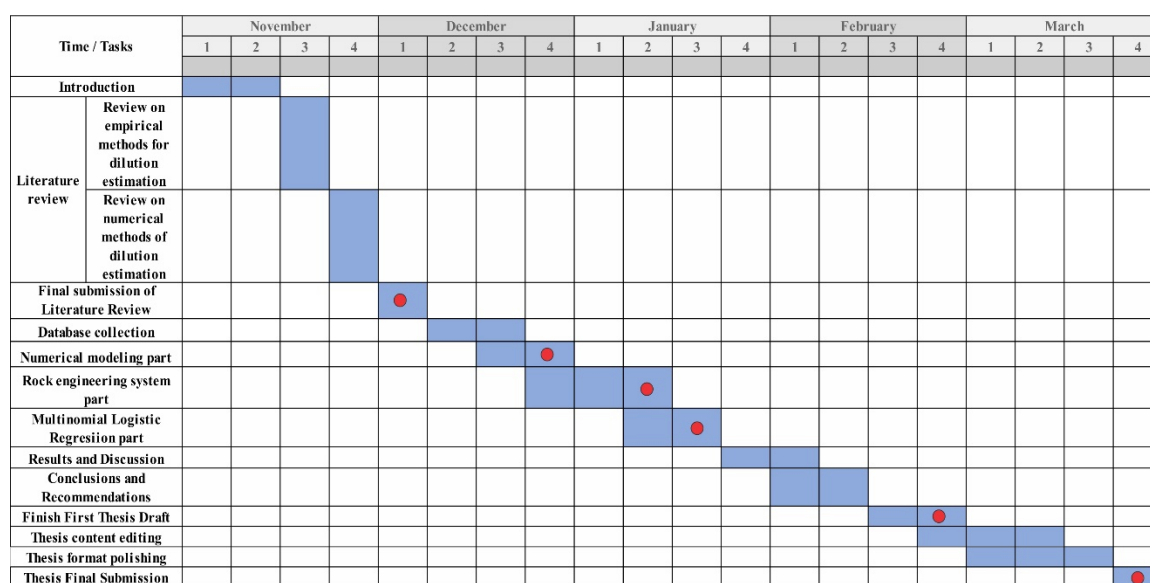 Time / Tasks
November
December
January
February
March
1 2 3 4 1 2 3 4 1 2 3 4 1 2 3 4 1 2 3 4
Introduction
Literature
review
Review on
empirical
methods for
dilution
estimation
Review on
numerical
methods of
dilution
estimation
Final submission of
Literature Review
Database collection
Numerical modeling part
Rock engineering system
part
Multinomial Logistic
Regresiion part
Results and Discussion
Conclusions and
Recommendations
Finish First Thesis Draft
Thesis content editing
Thesis format polishing
Thesis Final Submission